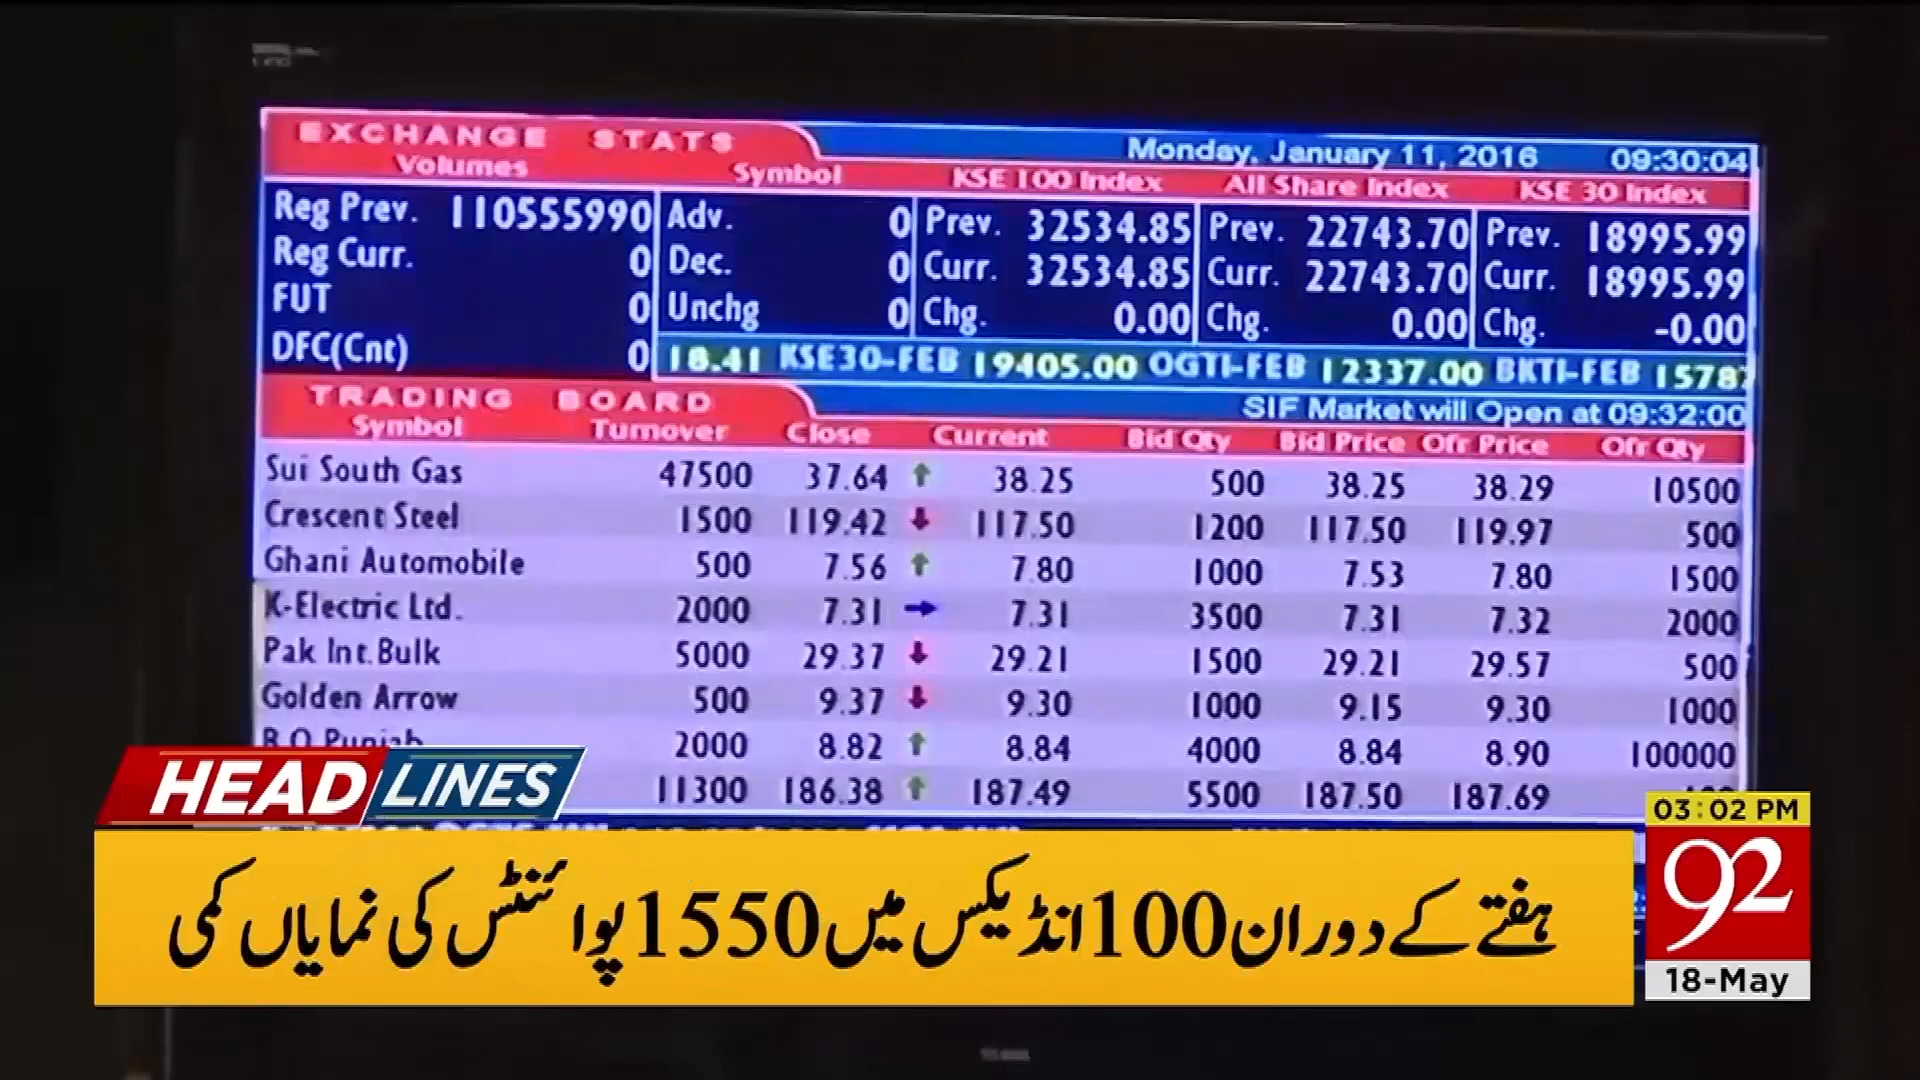 EXCHANGE STATS
Monday, January 11, 2016 09:30:04
Volumes Symbol KSE 100 Index All Share Index KSE 30 Index
Reg Prev. 110555990 Adv. 0 Prev. 32534.85 Prev. 22743.70 Prev. 18995.99
Reg Curr. 0 Dec. 0 Curr. 32534.85 Curr. 22743.70 Curr. 18995.99
FUT 0 Unchg 0 Chg. 0.00 Chg. 0.00 Chg. -0.00
DFC(Cnt) 0 18.41 KSE30-FEB 19405.00 OGTI-FEB 12337.00 BKTI-FEB 15787
TRADING BOARD
SIF Market will Open at 09:32:00
Symbol Turnover Close Current Bid Qty Bid Price Ofr Price Ofr Qty
Sui South Gas 47500 37.64 ↑ 38.25 500 38.25 38.29 10500
Crescent Steel 1500 119.42 ↓ 117.50 1200 117.50 119.97 500
Ghani Automobile 500 7.56 ↑ 7.80 1000 7.53 7.80 1500
K-Electric Ltd. 2000 7.31 → 7.31 3500 7.31 7.32 2000
Pak Int.Bulk 5000 29.37 ↓ 29.21 1500 29.21 29.57 500
Golden Arrow 500 9.37 ↓ 9.30 1000 9.15 9.30 1000
B.O.Punjab 2000 8.82 ↑ 8.84 4000 8.84 8.90 100000
11300 186.38 ↑ 187.49 5500 187.50 187.69
HEADLINES
03:02 PM
92
18-May
ہفتے کے دوران 100 انڈیکس میں 1550 پوائنٹس کی نمایاں کمی